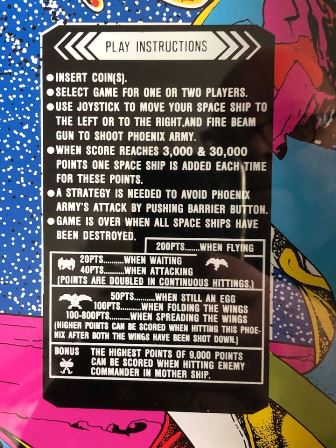 PLAY INSTRUCTIONS
●INSERT COIN(S).
●SELECT GAME FOR ONE OR TWO PLAYERS.
●USE JOYSTICK TO MOVE YOUR SPACE SHIP TO
THE LEFT OR TO THE RIGHT,AND FIRE BEAM
GUN TO SHOOT PHOENIX ARMY.
●WHEN SCORE REACHES 3,000 & 30,000
POINTS ONE SPACE SHIP IS ADDED EACH TIME
FOR THESE POINTS.
●A STRATEGY IS NEEDED TO AVOID PHOENIX
ARMY'S ATTACK BY PUSHING BARRIER BUTTON.
●GAME IS OVER WHEN ALL SPACE SHIPS HAVE
BEEN DESTROYED.
200PTS......WHEN FLYING
20PTS.......WHEN WAITING
40PTS.......WHEN ATTACKING
(POINTS ARE DOUBLED IN CONTINUOUS HITTINGS.)
50PTS..........WHEN STILL AN EGG
100PTS.........WHEN FOLDING THE WINGS
100-800PTS.......WHEN SPREADING THE WINGS
(HIGHER POINTS CAN BE SCORED WHEN HITTING THIS PHOE-
NIX AFTER BOTH THE WINGS HAVE BEEN SHOT DOWN.)
BONUS THE HIGHEST POINTS OF 9,000 POINTS
CAN BE SCORED WHEN HITTING ENEMY
COMMANDER IN MOTHER SHIP.